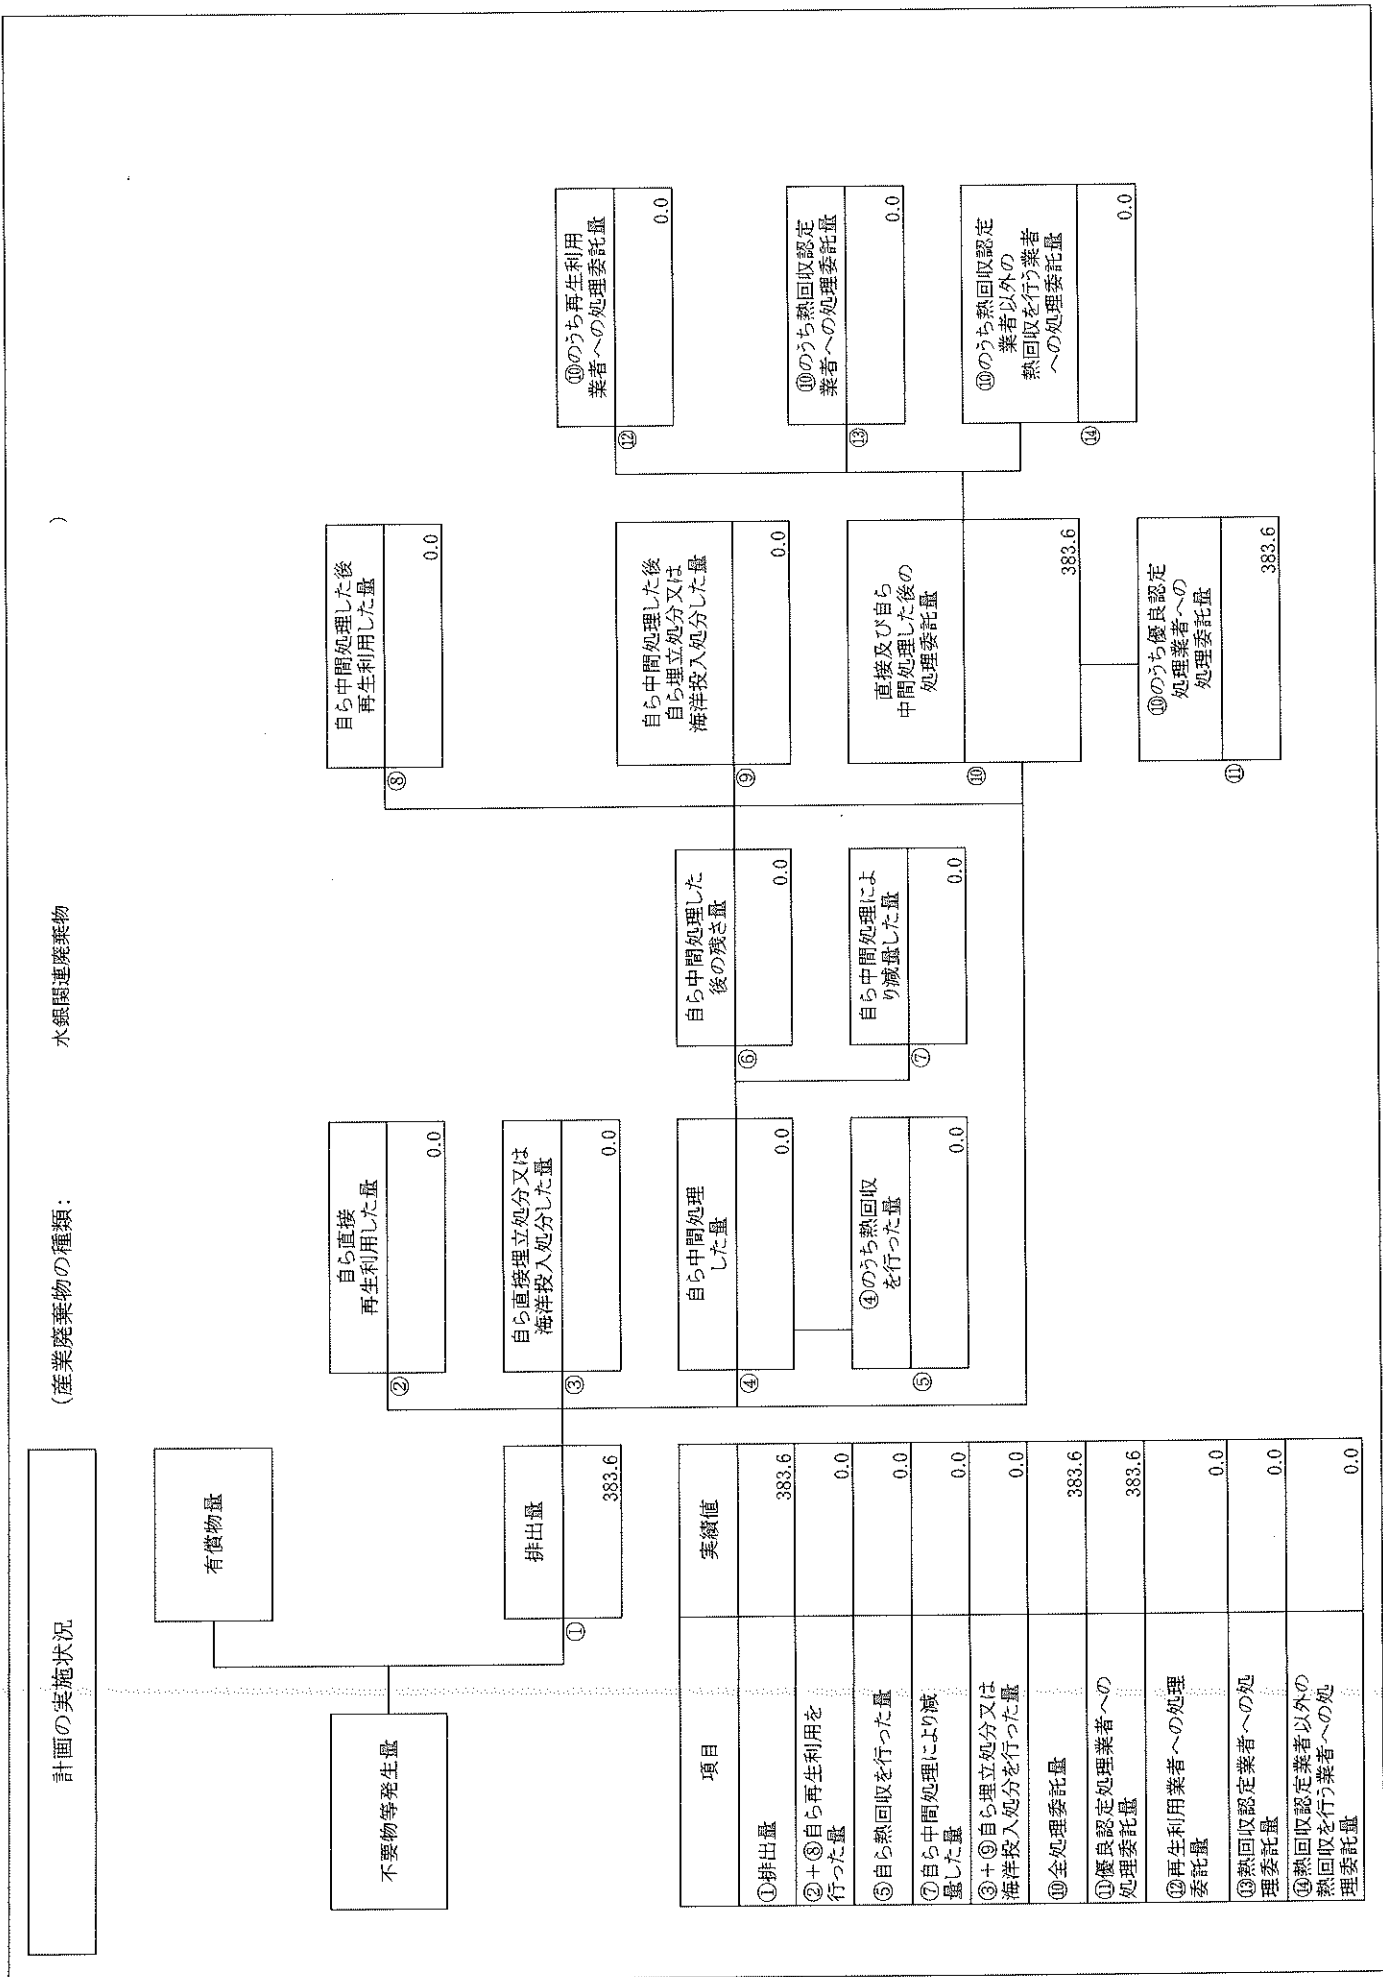 計画の実施状況
(産業廃棄物の種類:
水銀関連廃棄物
)
不要物等発生量
有償物量
①
排出量
383.6
②
自ら直接
再生利用した量
0.0
③
自ら直接埋立処分又は
海洋投入処分した量
0.0
④
自ら中間処理
した量
0.0
⑤
④のうち熱回収
を行った量
0.0
⑥
自ら中間処理した
後の残さ量
0.0
⑦
自ら中間処理によ
り減量した量
0.0
⑧
自ら中間処理した後
再生利用した量
0.0
⑨
自ら中間処理した後
自ら埋立処分又は
海洋投入処分した量
0.0
⑩
直接及び自ら
中間処理した後の
処理委託量
383.6
⑪
⑩のうち優良認定
処理業者への
処理委託量
383.6
⑫
⑩のうち再生利用
業者への処理委託量
0.0
⑬
⑩のうち熱回収認定
業者への処理委託量
0.0
⑭
⑩のうち熱回収認定
業者以外の
熱回収を行う業者
への処理委託量
0.0
項目 実績値
①排出量 383.6
②+⑧自ら再生利用を
行った量 0.0
⑤自ら熱回収を行った量 0.0
⑦自ら中間処理により減
量した量 0.0
③+⑨自ら埋立処分又は
海洋投入処分を行った量 0.0
⑩全処理委託量 383.6
⑪優良認定処理業者への
処理委託量 383.6
⑫再生利用業者への処理
委託量 0.0
⑬熱回収認定業者への処
理委託量 0.0
⑭熱回収認定業者以外の
熱回収を行う業者への処
理委託量 0.0